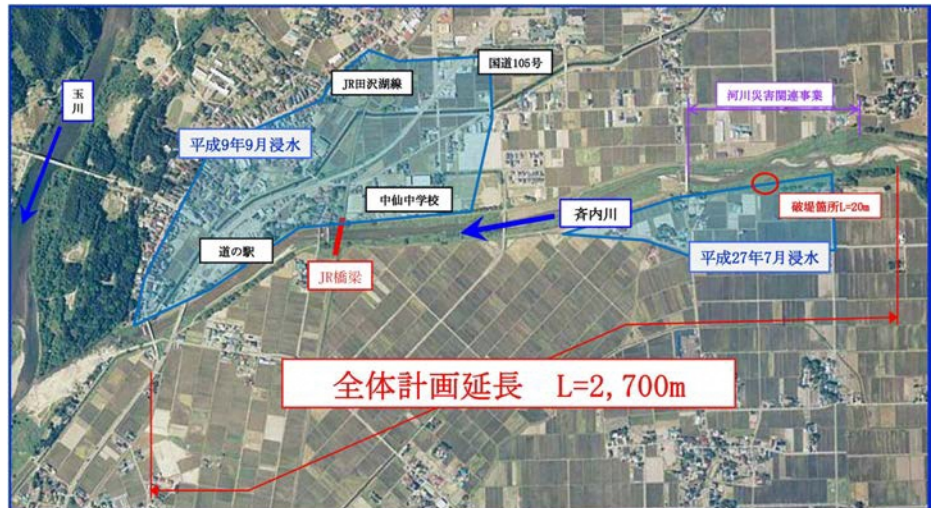 国道105号
JR田沢湖線
玉川
河川災害関連事業
平成9年9月浸水
中仙中学校
斉内川
破堤箇所L=20m
道の駅
平成27年7月浸水
JR橋梁
全体計画延長　L=2,700m